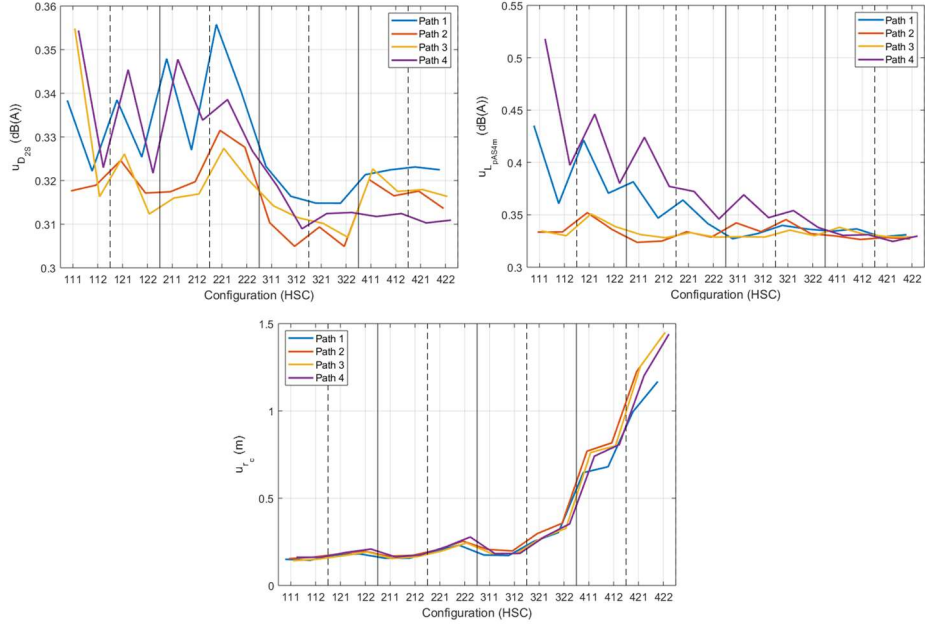 0.36
0.35
0.34
0.33
0.32
0.31
0.3
u_D2S (dB(A))
Path 1
Path 2
Path 3
Path 4
111 112 121 122 211 212 221 222 311 312 321 322 411 412 421 422
Configuration (HSC)
0.55
0.5
0.45
0.4
0.35
0.3
u_LpAS4m (dB(A))
Path 1
Path 2
Path 3
Path 4
111 112 121 122 211 212 221 222 311 312 321 322 411 412 421 422
Configuration (HSC)
1.5
1
0.5
0
u_rc (m)
Path 1
Path 2
Path 3
Path 4
111 112 121 122 211 212 221 222 311 312 321 322 411 412 421 422
Configuration (HSC)